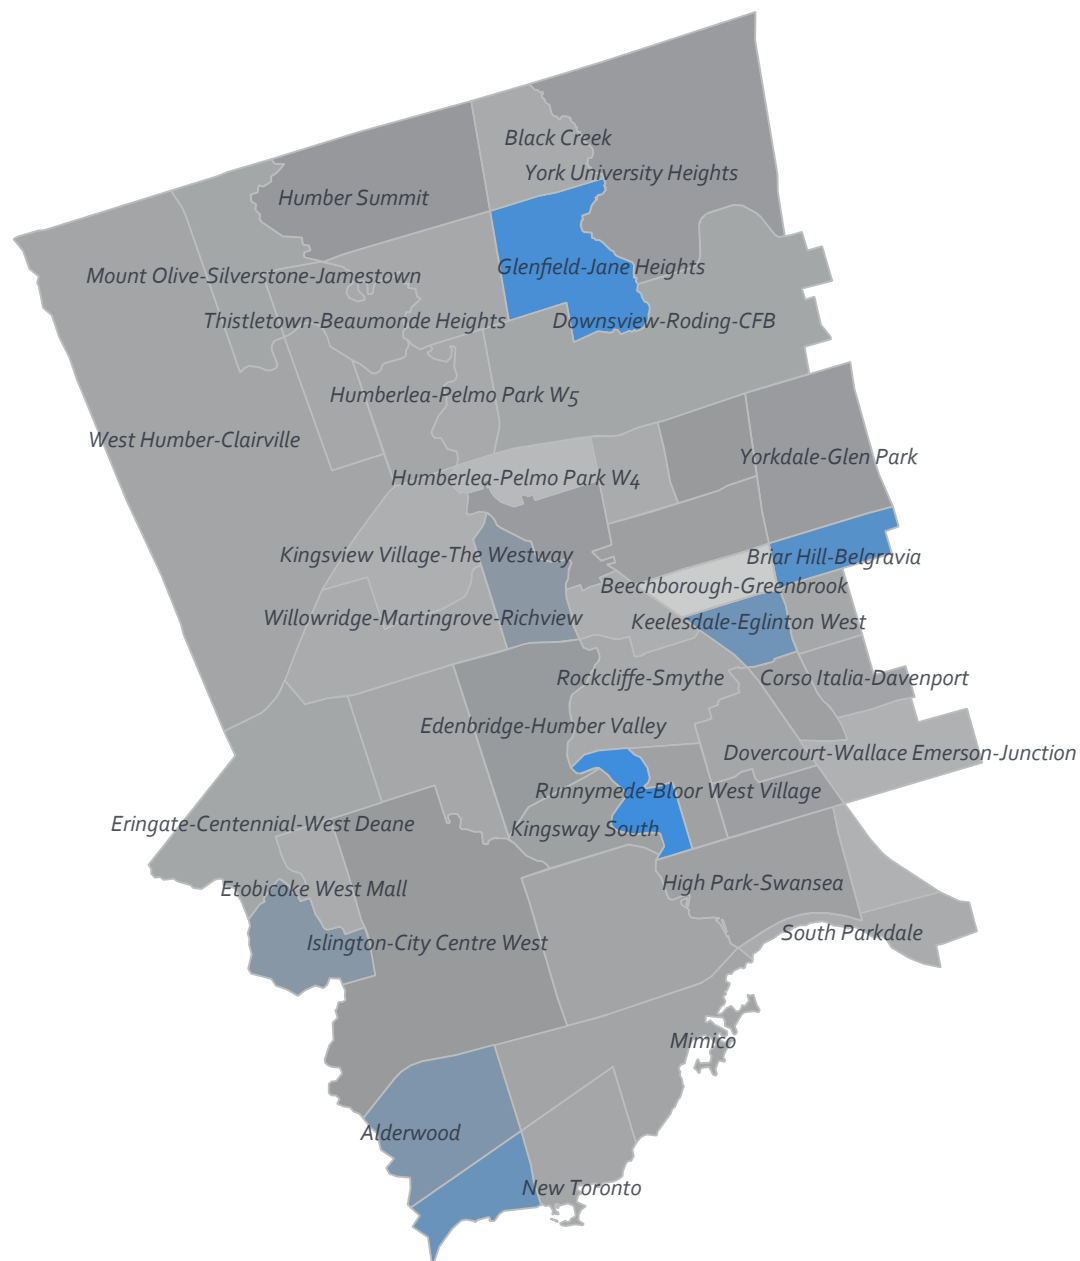 Black Creek
York University Heights
Humber Summit
Glenfield-Jane Heights
Mount Olive-Silverstone-Jamestown
Thistletown-Beaumonde Heights
Downsview-Roding-CFB
Humberlea-Pelmo Park W5
West Humber-Clairville
Yorkdale-Glen Park
Humberlea-Pelmo Park W4
Kingsview Village-The Westway
Briar Hill-Belgravia
Beechborough-Greenbrook
Willowridge-Martingrove-Richview
Keelesdale-Eglinton West
Rockcliffe-Smythe
Corso Italia-Davenport
Edenbridge-Humber Valley
Dovercourt-Wallace Emerson-Junction
Runnymede-Bloor West Village
Eringate-Centennial-West Deane
Kingsway South
Etobicoke West Mall
High Park-Swansea
South Parkdale
Islington-City Centre West
Mimico
Alderwood
New Toronto